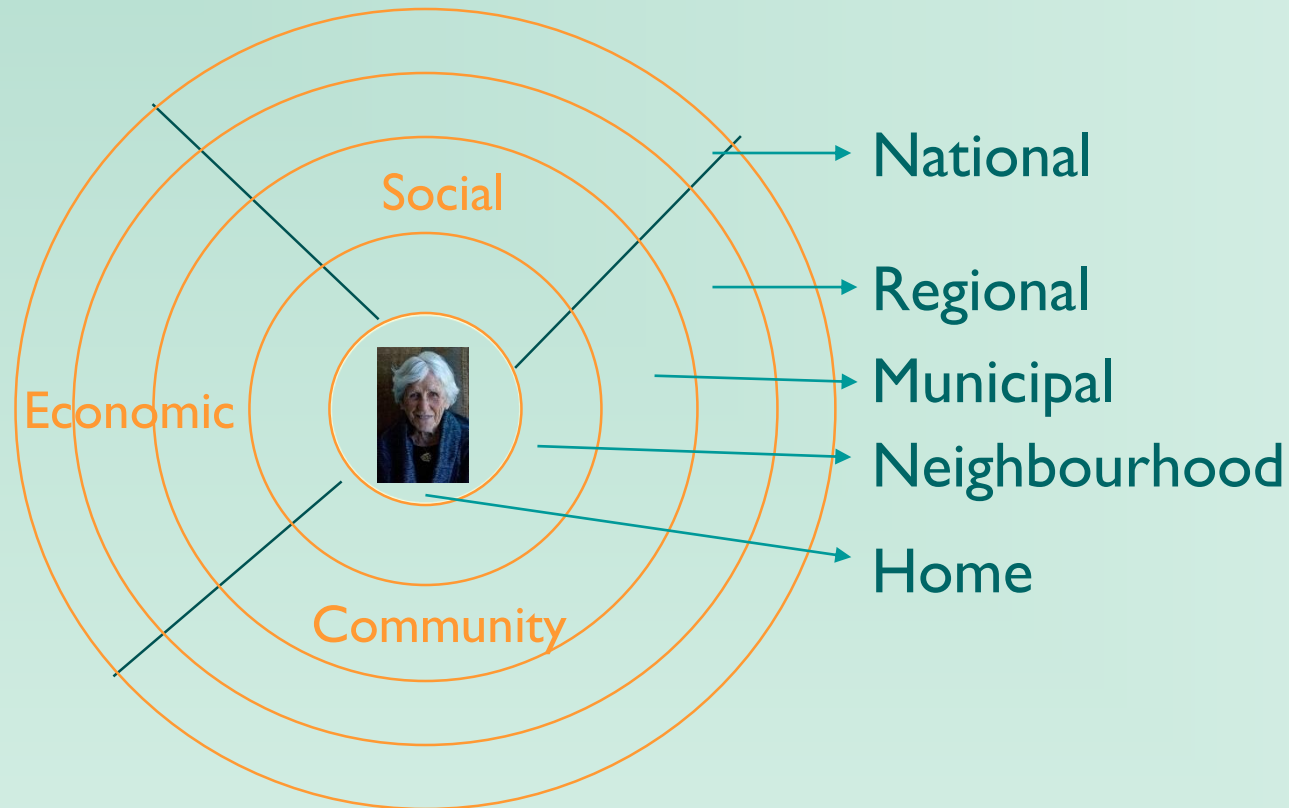 Social
Economic
Community
National
Regional
Municipal
Neighbourhood
Home